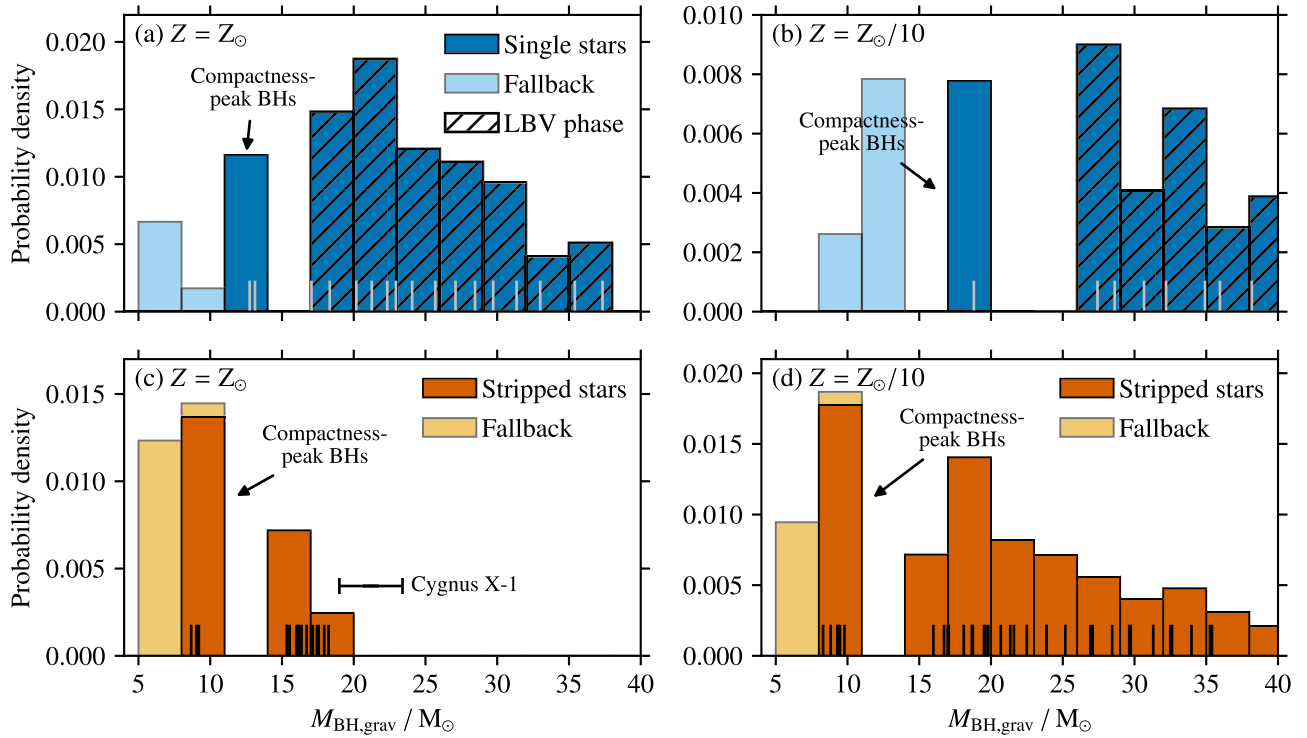 (a) Z = Z⊙
Single stars
Fallback
LBV phase
Compactness-
peak BHs
Probability density
0.020
0.015
0.010
0.005
0.000
(b) Z = Z⊙/10
Compactness-
peak BHs
0.010
0.008
0.006
0.004
0.002
0.000
(c) Z = Z⊙
Stripped stars
Fallback
Compactness-
peak BHs
Cygnus X-1
Probability density
0.015
0.010
0.005
0.000
5 10 15 20 25 30 35 40
M_BH,grav / M⊙
(d) Z = Z⊙/10
Stripped stars
Fallback
Compactness-
peak BHs
0.020
0.015
0.010
0.005
0.000
5 10 15 20 25 30 35 40
M_BH,grav / M⊙